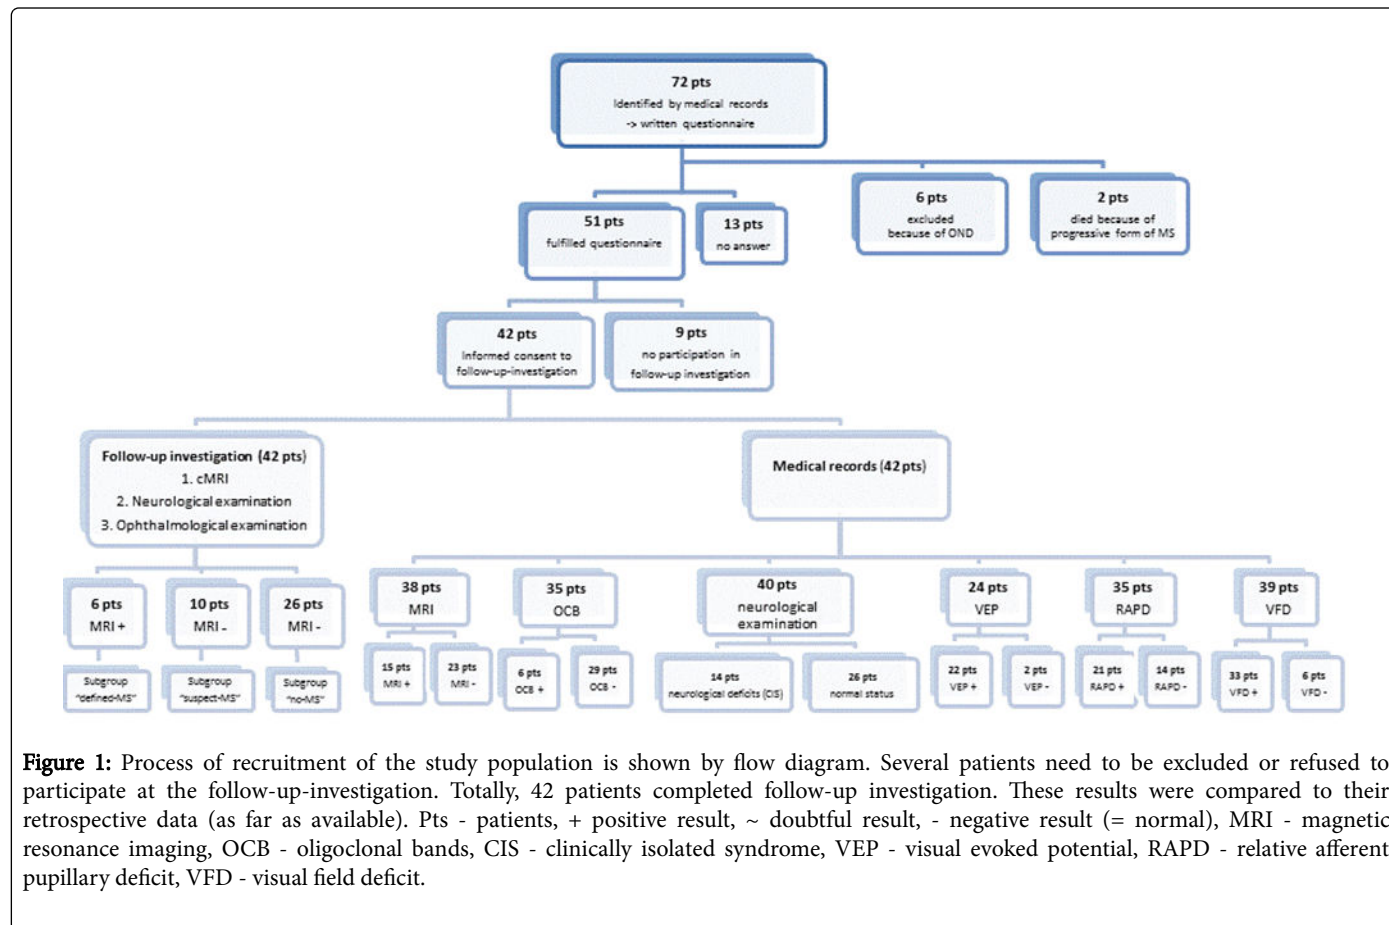 72 pts
Identified by medical records
-> written questionnaire
51 pts
fulfilled questionnaire
13 pts
no answer
6 pts
excluded
because of OND
2 pts
died because of
progressive form of MS
42 pts
Informed consent to
follow-up-investigation
9 pts
no participation in
follow-up investigation
Follow-up investigation (42 pts)
1. cMRI
2. Neurological examination
3. Ophthalmological examination
Medical records (42 pts)
6 pts
MRI +
10 pts
MRI -
26 pts
MRI -
Subgroup
"defined-MS"
Subgroup
"suspect-MS"
Subgroup
"no-MS"
38 pts
MRI
35 pts
OCB
40 pts
neurological
examination
24 pts
VEP
35 pts
RAPD
39 pts
VFD
15 pts
MRI +
23 pts
MRI -
6 pts
OCB +
29 pts
OCB -
14 pts
neurological deficits (CIS)
26 pts
normal status
22 pts
VEP +
2 pts
VEP -
21 pts
RAPD +
14 pts
RAPD -
33 pts
VFD +
6 pts
VFD -
Figure 1: Process of recruitment of the study population is shown by flow diagram. Several patients need to be excluded or refused to
participate at the follow-up-investigation. Totally, 42 patients completed follow-up investigation. These results were compared to their
retrospective data (as far as available). Pts - patients, + positive result, ~ doubtful result, - negative result (= normal), MRI - magnetic
resonance imaging, OCB - oligoclonal bands, CIS - clinically isolated syndrome, VEP - visual evoked potential, RAPD - relative afferent
pupillary deficit, VFD - visual field deficit.